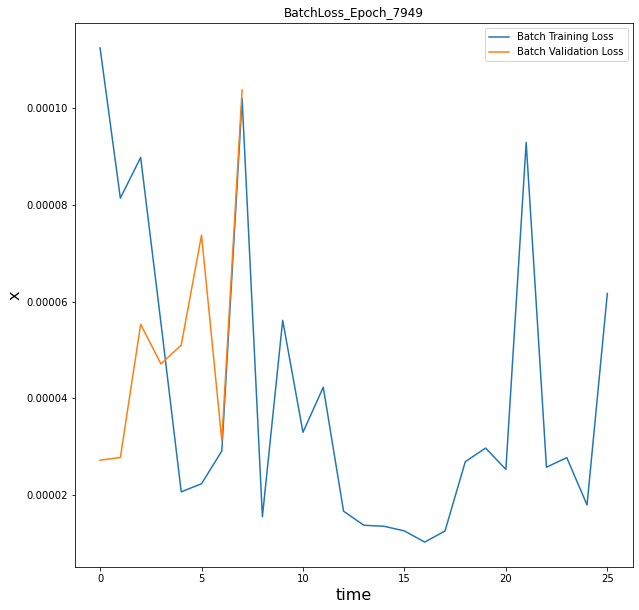 BatchLoss_Epoch_7949
Batch Training Loss
Batch Validation Loss
0.00010
0.00008
0.00006
0.00004
0.00002
x
0 5 10 15 20 25
time